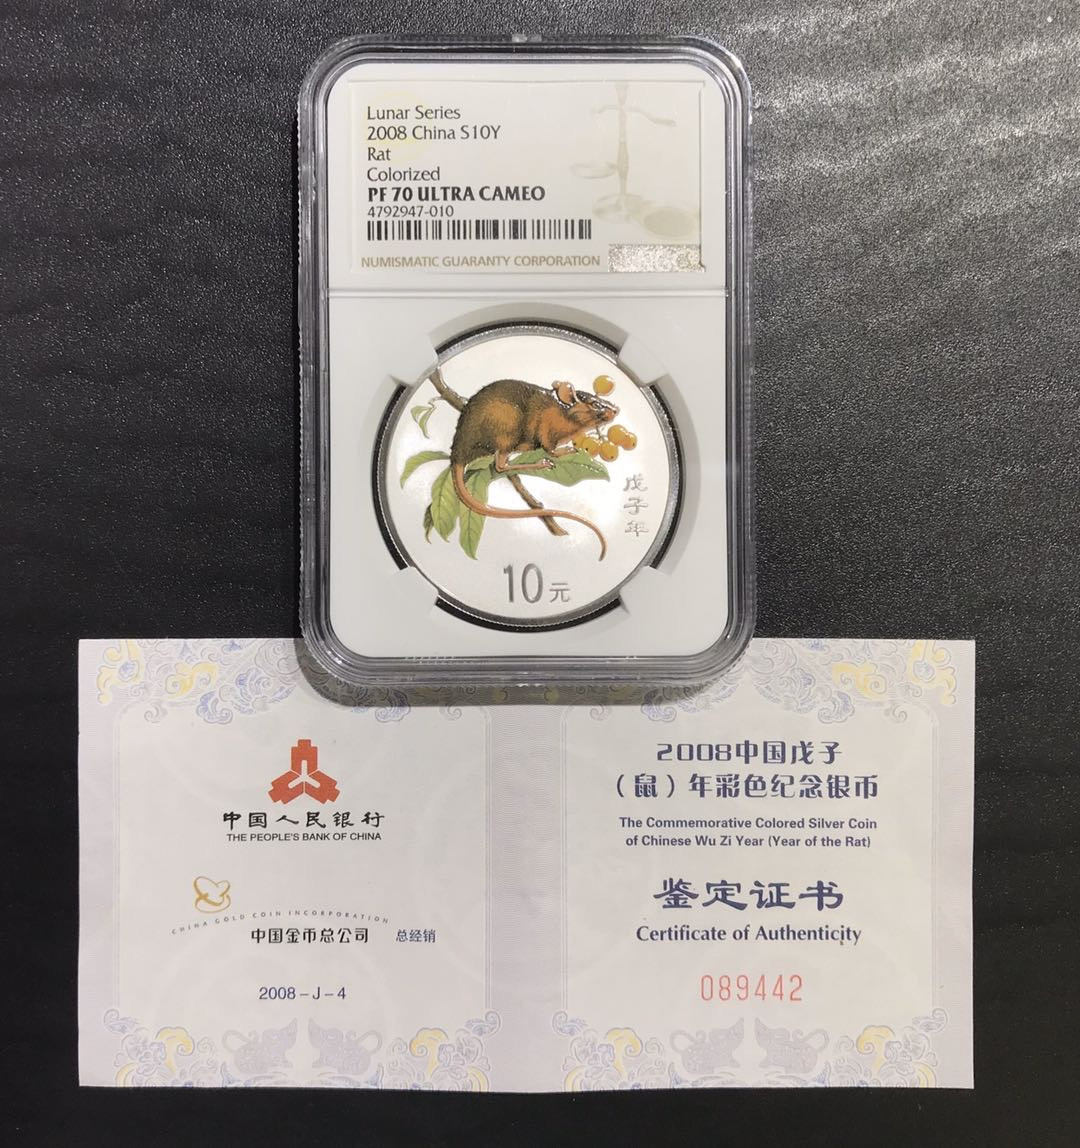 Lunar Series
2008 China S10Y
Rat
Colorized
PF 70 ULTRA CAMEO
4792947-010
NUMISMATIC GUARANTY CORPORATION
戊子年
10元
中国人民银行
THE PEOPLE'S BANK OF CHINA
CHINA GOLD COIN INCORPORATION
中国金币总公司 总经销
2008-J-4
2008中国戊子
（鼠）年彩色纪念银币
The Commemorative Colored Silver Coin
of Chinese Wu Zi Year (Year of the Rat)
鉴定证书
Certificate of Authenticity
089442